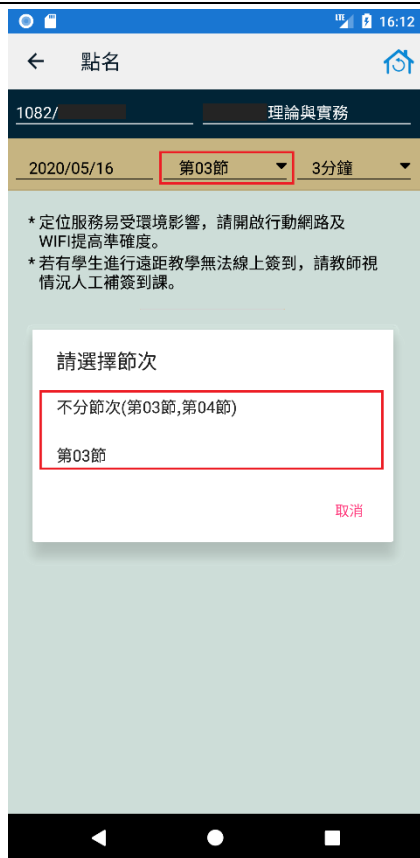 16:12
點名
1082/
理論與實務
2020/05/16 第03節 3分鐘
* 定位服務易受環境影響，請開啟行動網路及
WIFI提高準確度。
* 若有學生進行遠距教學無法線上簽到，請教師視
情況人工補簽到課。
請選擇節次
不分節次(第03節,第04節)
第03節
取消